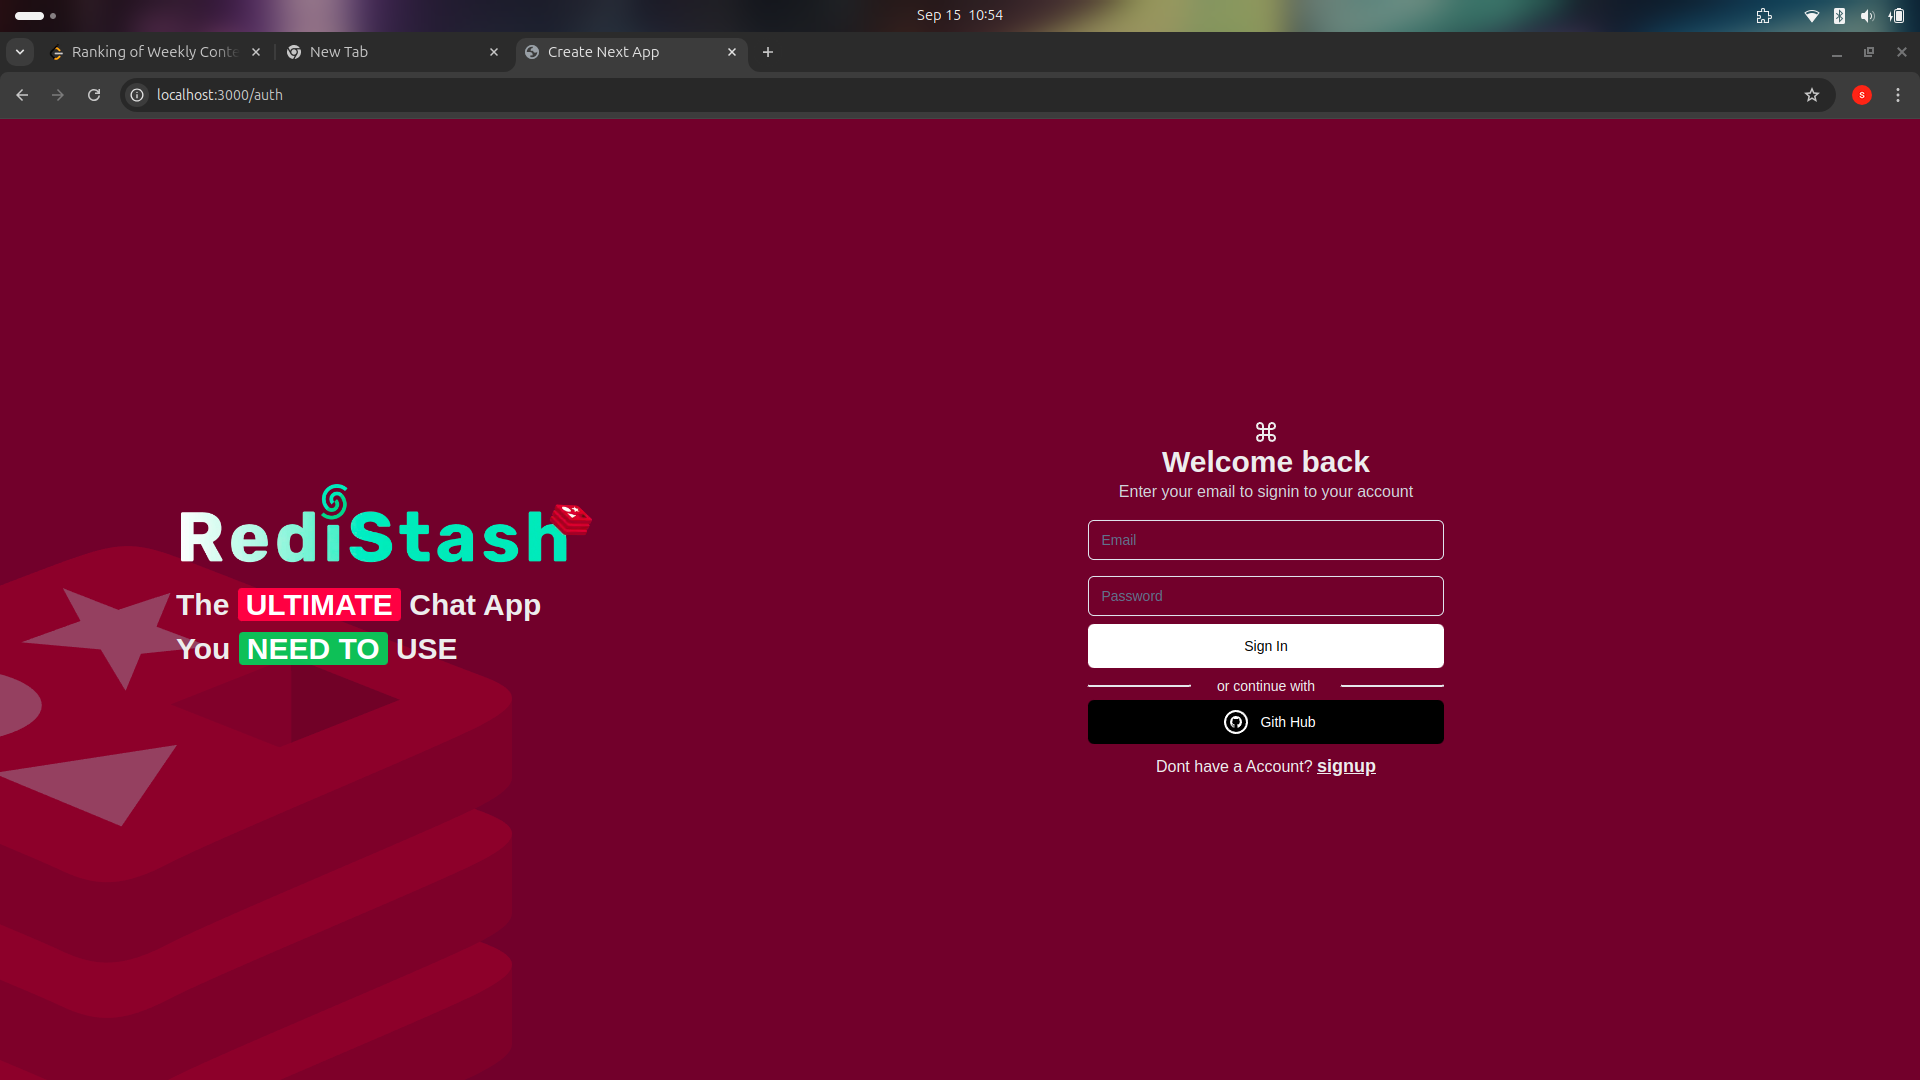 Sep 15 10:54
Ranking of Weekly Conte
New Tab
Create Next App
localhost:3000/auth
s
RediStash
The ULTIMATE Chat App
You NEED TO USE
Welcome back
Enter your email to signin to your account
Email
Password
Sign In
or continue with
Gith Hub
Dont have a Account? signup